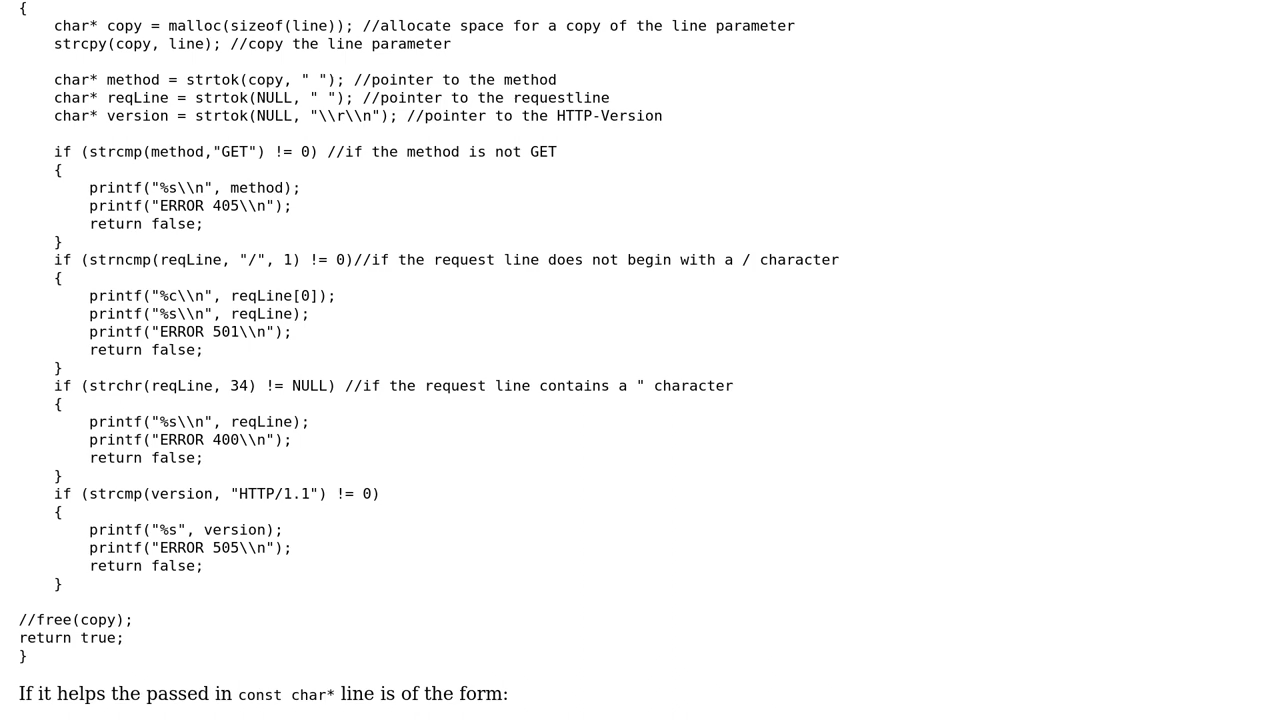 {
    char* copy = malloc(sizeof(line)); //allocate space for a copy of the line parameter
    strcpy(copy, line); //copy the line parameter

    char* method = strtok(copy, " "); //pointer to the method
    char* reqLine = strtok(NULL, " "); //pointer to the requestline
    char* version = strtok(NULL, "\\r\\n"); //pointer to the HTTP-Version

    if (strcmp(method,"GET") != 0) //if the method is not GET
    {
        printf("%s\\n", method);
        printf("ERROR 405\\n");
        return false;
    }
    if (strncmp(reqLine, "/", 1) != 0)//if the request line does not begin with a / character
    {
        printf("%c\\n", reqLine[0]);
        printf("%s\\n", reqLine);
        printf("ERROR 501\\n");
        return false;
    }
    if (strchr(reqLine, 34) != NULL) //if the request line contains a " character
    {
        printf("%s\\n", reqLine);
        printf("ERROR 400\\n");
        return false;
    }
    if (strcmp(version, "HTTP/1.1") != 0)
    {
        printf("%s", version);
        printf("ERROR 505\\n");
        return false;
    }

//free(copy);
return true;
}
If it helps the passed in const char* line is of the form: